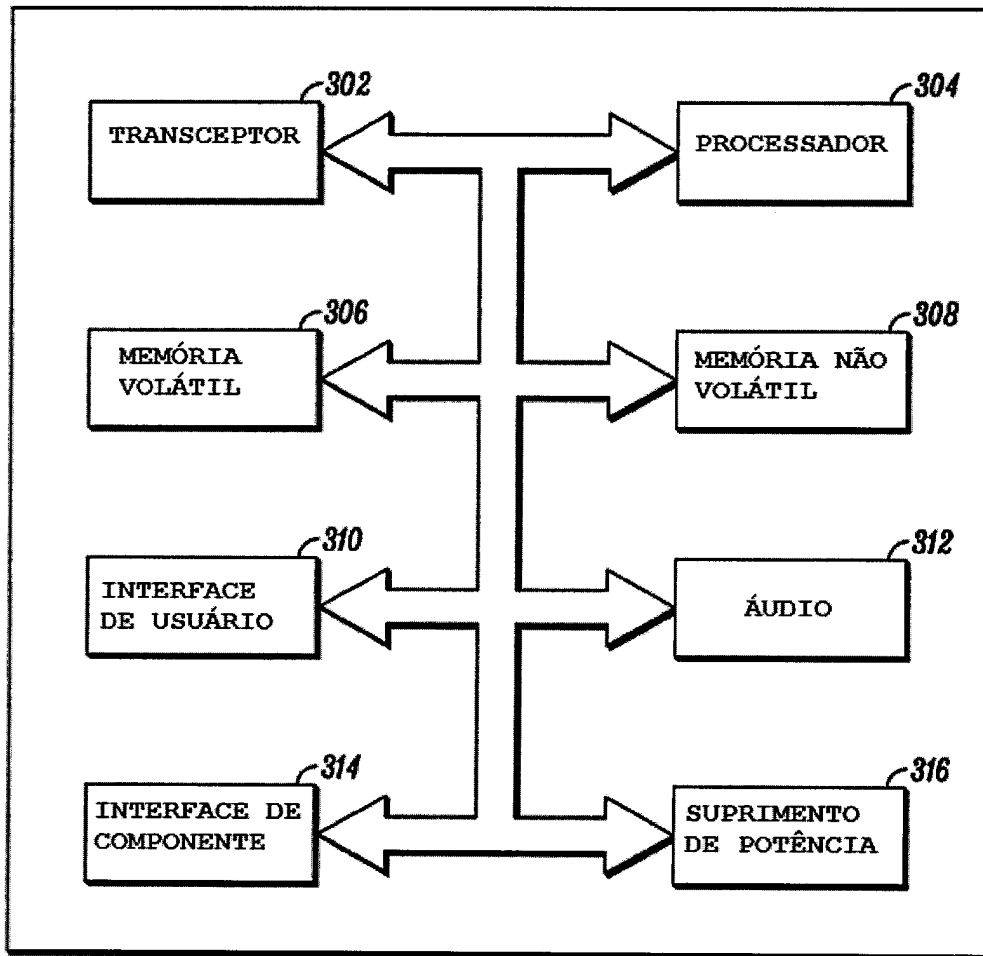 302
TRANSCEPTOR
304
PROCESSADOR
306
MEMÓRIA
VOLÁTIL
308
MEMÓRIA NÃO
VOLÁTIL
310
INTERFACE
DE USUÁRIO
312
ÁUDIO
314
INTERFACE DE
COMPONENTE
316
SUPRIMENTO
DE POTÊNCIA